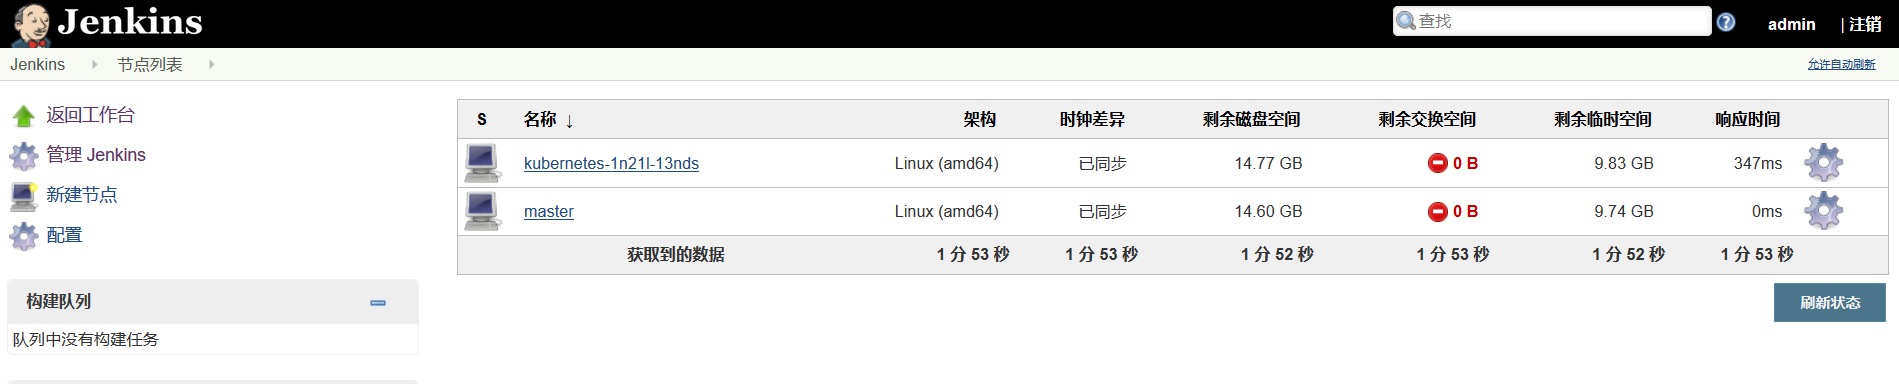 Jenkins
查找
admin
| 注销
Jenkins
节点列表
允许自动刷新
返回工作台
管理 Jenkins
新建节点
配置
构建队列
队列中没有构建任务
S 名称 ↓ 架构 时钟差异 剩余磁盘空间 剩余交换空间 剩余临时空间 响应时间
kubernetes-1n21l-13nds Linux (amd64) 已同步 14.77 GB 0 B 9.83 GB 347ms
master Linux (amd64) 已同步 14.60 GB 0 B 9.74 GB 0ms
获取到的数据 1 分 53 秒 1 分 53 秒 1 分 52 秒 1 分 53 秒 1 分 52 秒 1 分 53 秒
刷新状态